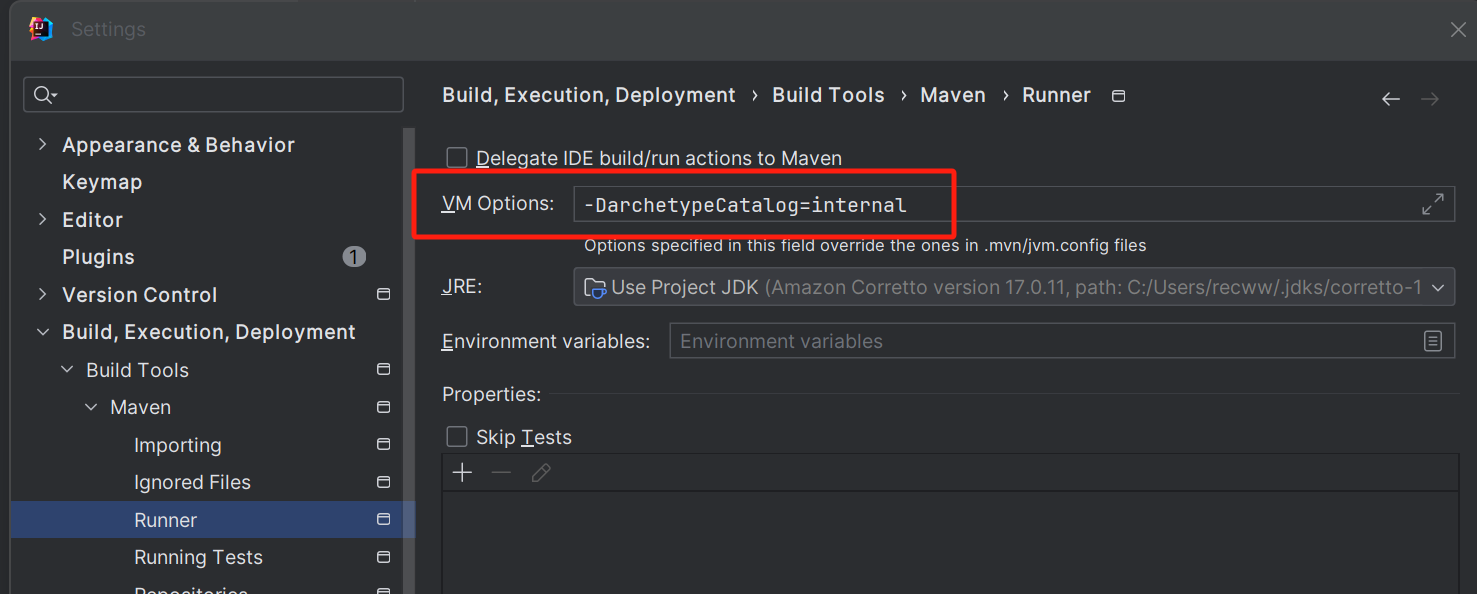 Settings
Build, Execution, Deployment › Build Tools › Maven › Runner
Appearance & Behavior
Keymap
Editor
Plugins 1
Version Control
Build, Execution, Deployment
Build Tools
Maven
Importing
Ignored Files
Runner
Running Tests
Repositories
Delegate IDE build/run actions to Maven
VM Options: -DarchetypeCatalog=internal
Options specified in this field override the ones in .mvn/jvm.config files
JRE: Use Project JDK (Amazon Corretto version 17.0.11, path: C:/Users/recww/.jdks/corretto-1
Environment variables: Environment variables
Properties:
Skip Tests